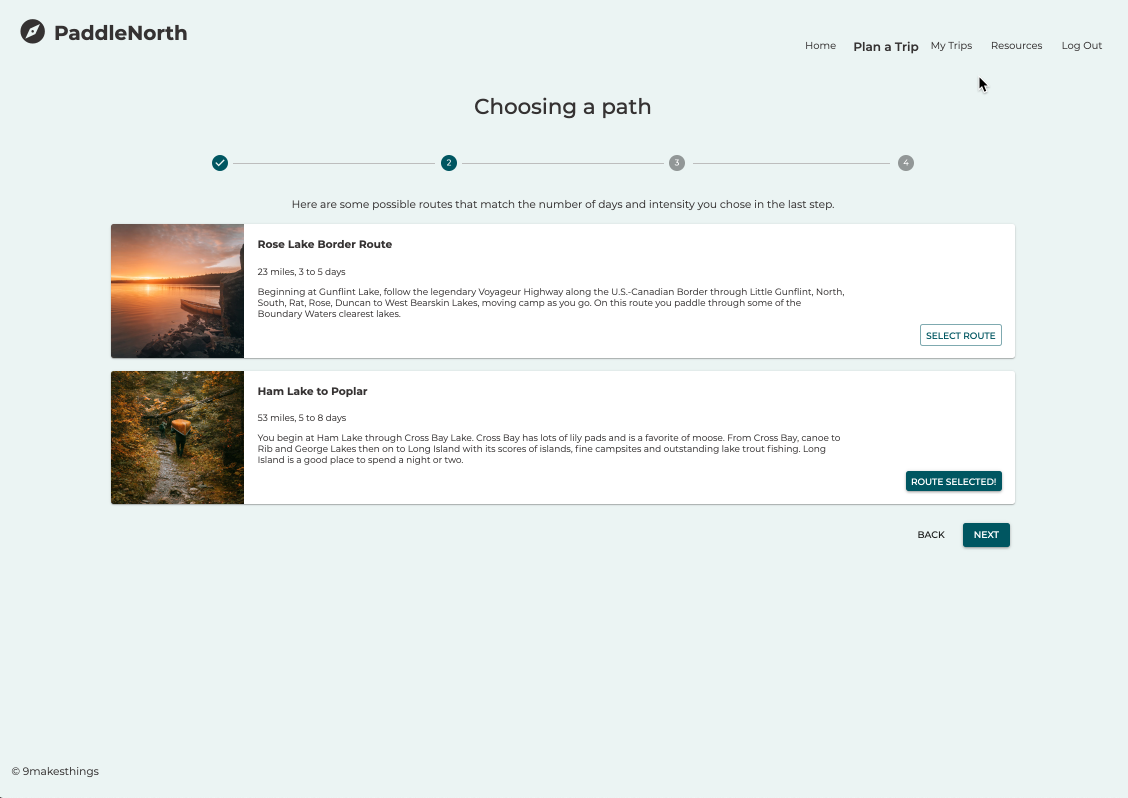 PaddleNorth
Home Plan a Trip My Trips Resources Log Out
Choosing a path
2 3 4
Here are some possible routes that match the number of days and intensity you chose in the last step.
Rose Lake Border Route
23 miles, 3 to 5 days
Beginning at Gunflint Lake, follow the legendary Voyageur Highway along the U.S.-Canadian Border through Little Gunflint, North,
South, Rat, Rose, Duncan to West Bearskin Lakes, moving camp as you go. On this route you paddle through some of the
Boundary Waters clearest lakes.
SELECT ROUTE
Ham Lake to Poplar
53 miles, 5 to 8 days
You begin at Ham Lake through Cross Bay Lake. Cross Bay has lots of lily pads and is a favorite of moose. From Cross Bay, canoe to
Rib and George Lakes then on to Long Island with its scores of islands, fine campsites and outstanding lake trout fishing. Long
Island is a good place to spend a night or two.
ROUTE SELECTED!
BACK NEXT
© 9makesthings